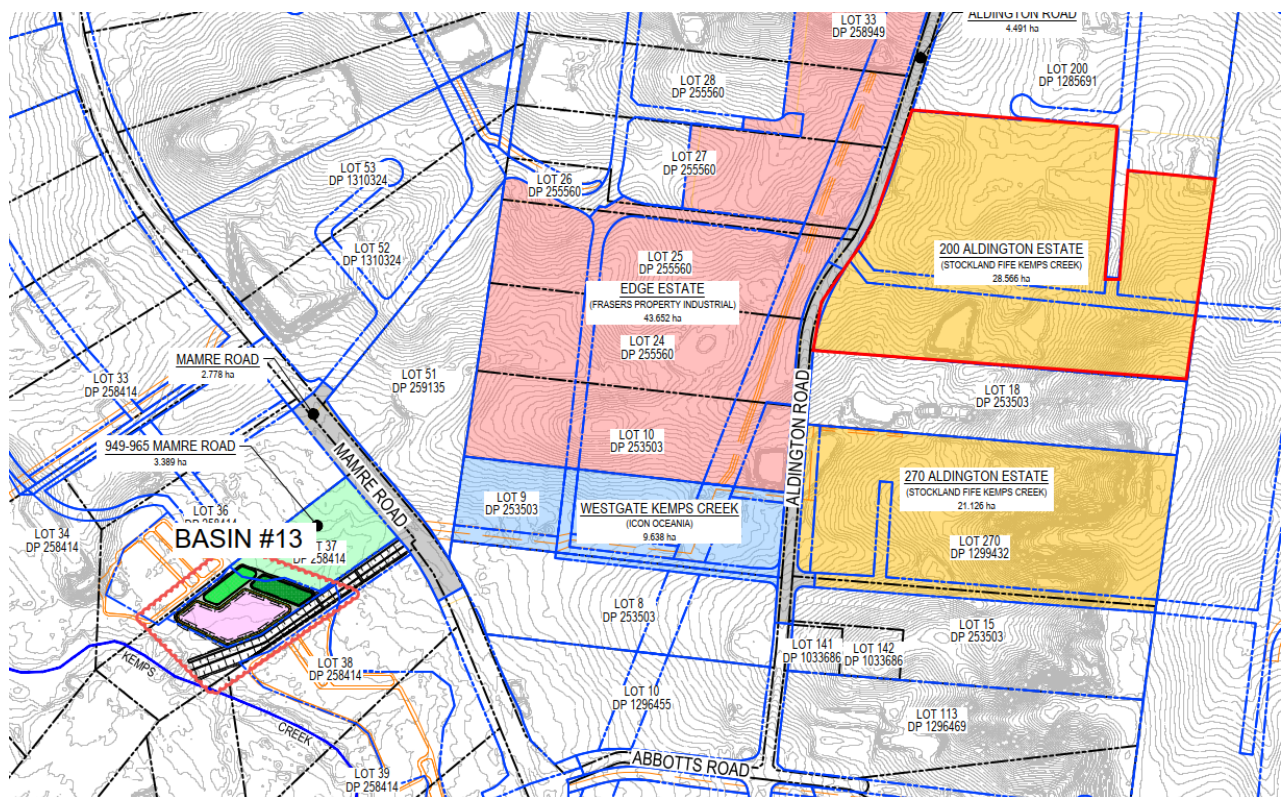 LOT 33
DP 258949
ALDINGTON ROAD
4.491 ha
LOT 28
DP 255560
LOT 200
DP 1285691
LOT 27
DP 255560
LOT 53
DP 1310324
LOT 26
DP 255560
LOT 52
DP 1310324
LOT 25
DP 255560
EDGE ESTATE
(FRASERS PROPERTY INDUSTRIAL)
43.652 ha
200 ALDINGTON ESTATE
(STOCKLAND FIFE KEMPS CREEK)
28.566 ha
LOT 24
DP 255560
MAMRE ROAD
2.778 ha
LOT 33
DP 258414
LOT 51
DP 259135
LOT 18
DP 253503
949-965 MAMRE ROAD
3.389 ha
MAMRE ROAD
LOT 10
DP 253503
ALDINGTON ROAD
270 ALDINGTON ESTATE
(STOCKLAND FIFE KEMPS CREEK)
21.126 ha
LOT 9
DP 253503
WESTGATE KEMPS CREEK
(ICON OCEANIA)
9.638 ha
LOT 36
DP 258414
LOT 34
DP 258414
BASIN #13
LOT 270
DP 1299432
T 37
258414
LOT 8
DP 253503
LOT 15
DP 253503
LOT 141
DP 1033686
LOT 142
DP 1033686
KEMPS
LOT 38
DP 258414
LOT 10
DP 1296455
LOT 113
DP 1296469
CREEK
ABBOTTS ROAD
LOT 39
DP 258414